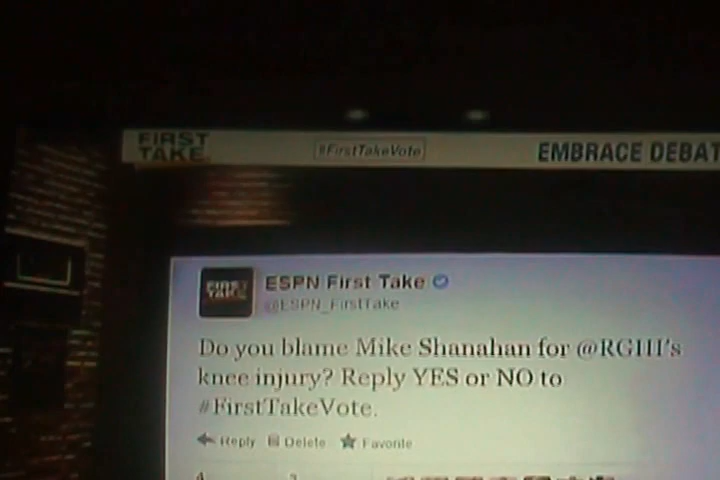 FIRST TAKE
#FirstTakeVote
EMBRACE DEBAT
FIRST TAKE
ESPN First Take
@ESPN_FirstTake
Do you blame Mike Shanahan for @RGIII's
knee injury? Reply YES or NO to
#FirstTakeVote.
Reply Delete Favorite